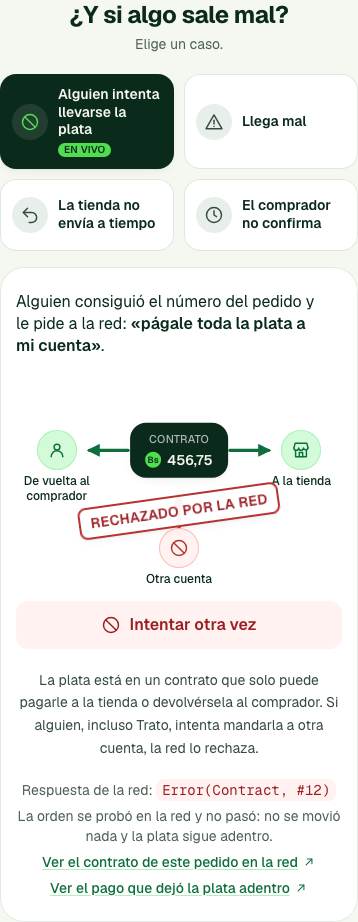 ¿Y si algo sale mal?
Elige un caso.
Alguien intenta
llevarse la
plata
EN VIVO
Llega mal
La tienda no
envía a tiempo
El comprador
no confirma
Alguien consiguió el número del pedido y
le pide a la red: «págale toda la plata a
mi cuenta».
CONTRATO
Bs 456,75
De vuelta al
comprador
A la tienda
RECHAZADO POR LA RED
Otra cuenta
Intentar otra vez
La plata está en un contrato que solo puede
pagarle a la tienda o devolvérsela al comprador. Si
alguien, incluso Trato, intenta mandarla a otra
cuenta, la red lo rechaza.
Respuesta de la red: Error(Contract, #12)
La orden se probó en la red y no pasó: no se movió
nada y la plata sigue adentro.
Ver el contrato de este pedido en la red ↗
Ver el pago que dejó la plata adentro ↗